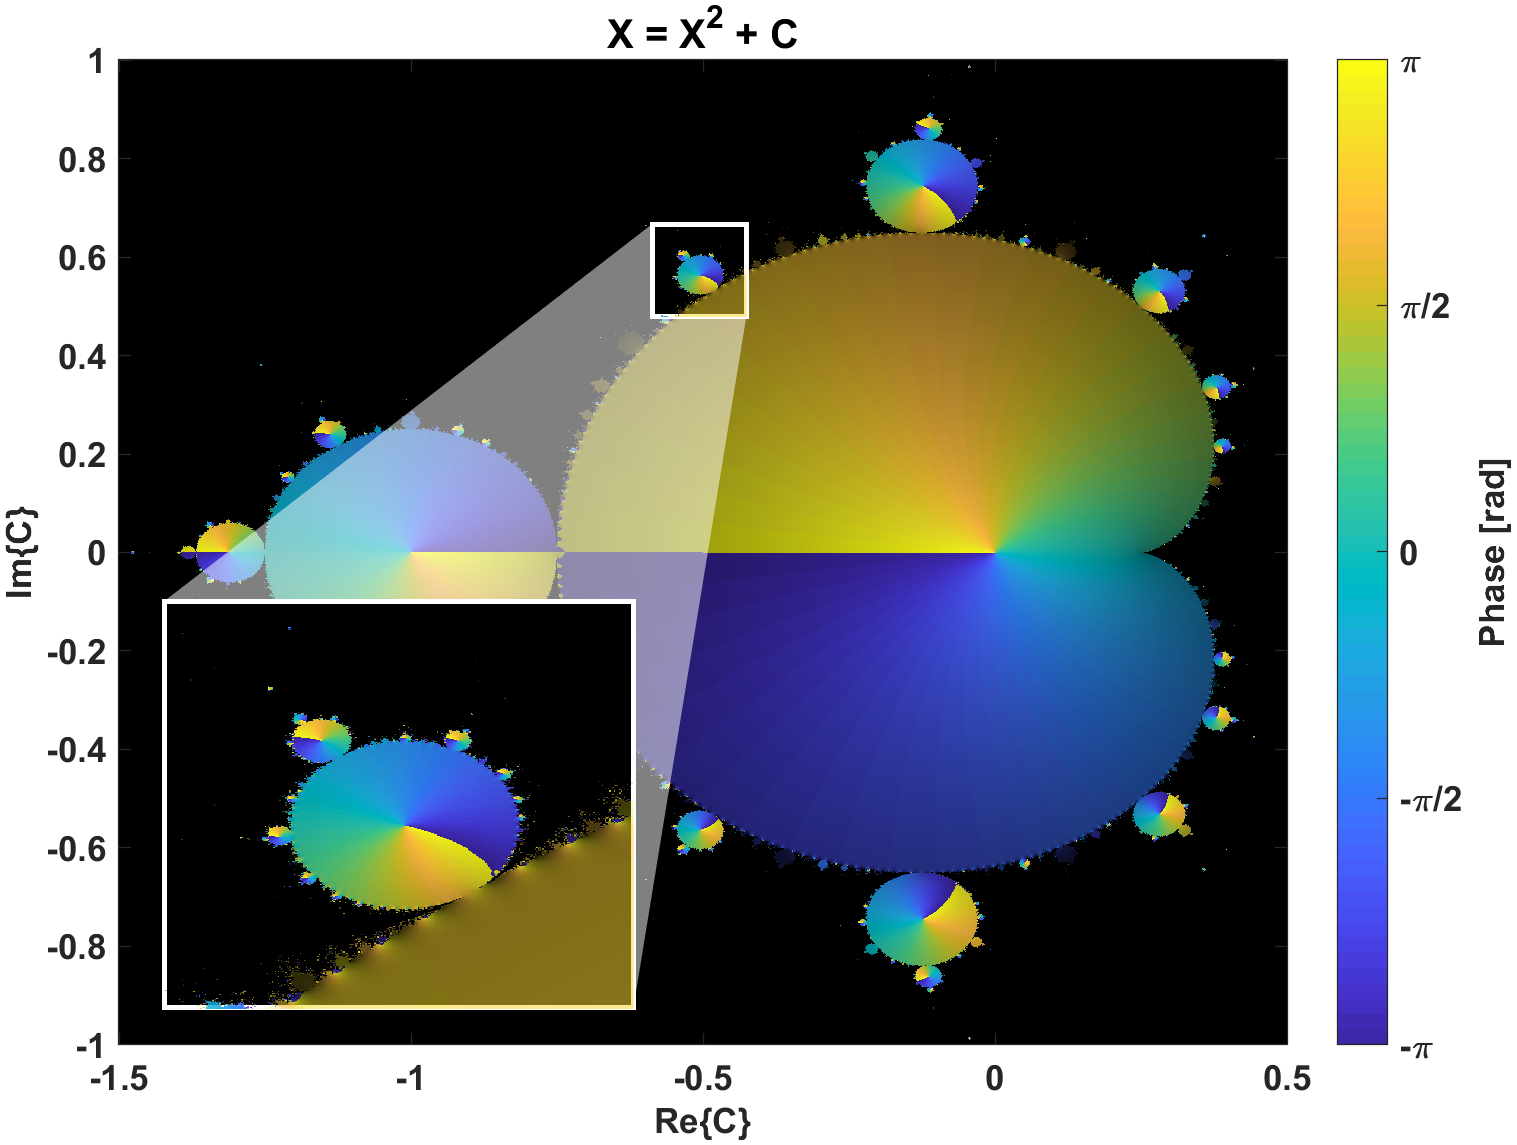 X = X² + C
1
0.8
0.6
0.4
0.2
0
-0.2
-0.4
-0.6
-0.8
-1
Im{C}
-1.5 -1 -0.5 0 0.5
Re{C}
π
π/2
0
-π/2
-π
Phase [rad]